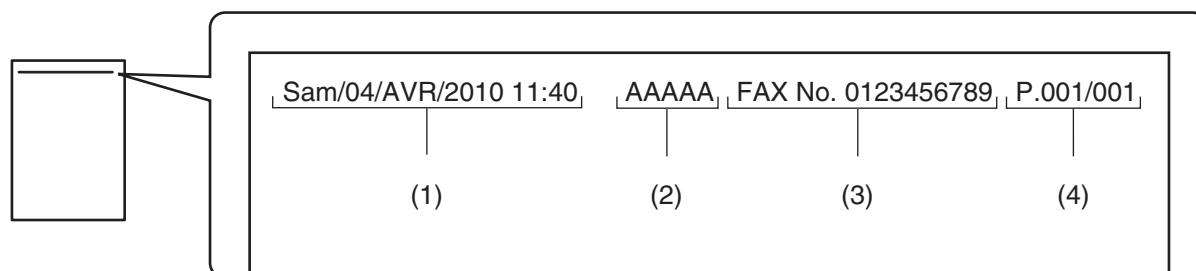 Sam/04/AVR/2010 11:40 AAAAA FAX No. 0123456789 P.001/001
(1) (2) (3) (4)